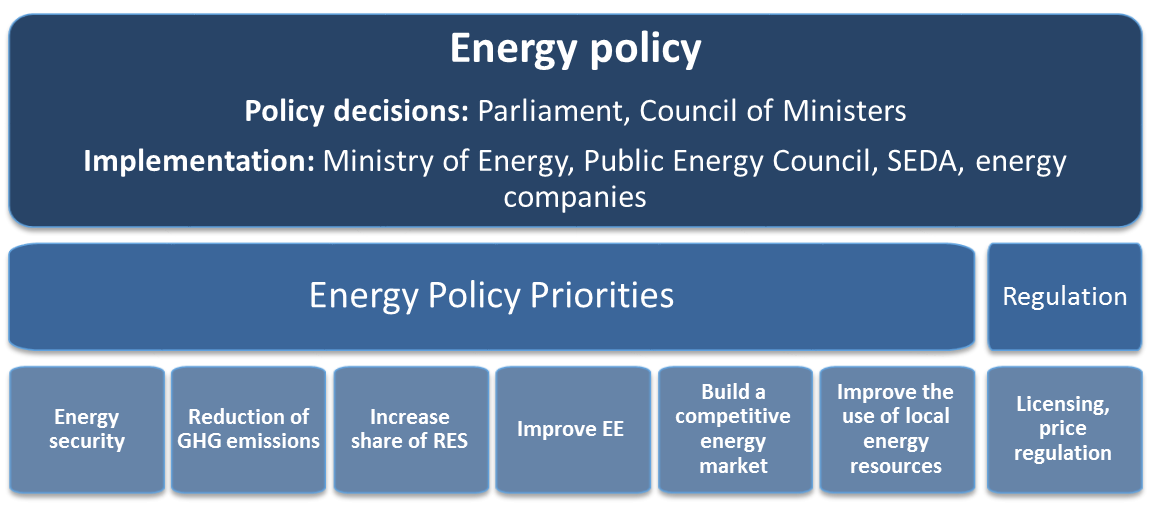 Energy policy
Policy decisions: Parliament, Council of Ministers
Implementation: Ministry of Energy, Public Energy Council, SEDA, energy
companies
Energy Policy Priorities
Regulation
Energy
security
Reduction of
GHG emissions
Increase
share of RES
Improve EE
Build a
competitive
energy
market
Improve the
use of local
energy
resources
Licensing,
price
regulation